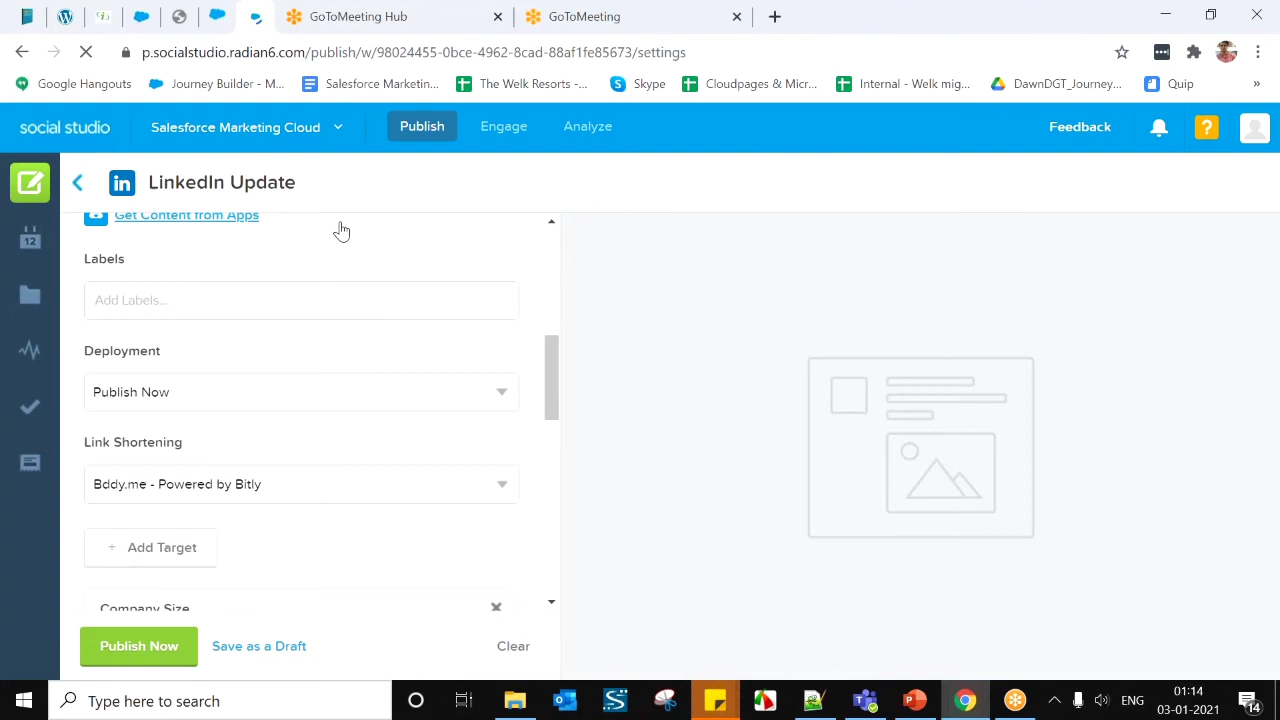 GoToMeeting Hub
GoToMeeting
p.socialstudio.radian6.com/publish/w/98024455-0bce-4962-8cad-88af1fe85673/settings
Google Hangouts
Journey Builder - M...
Salesforce Marketin...
The Welk Resorts -...
Skype
Cloudpages & Micr...
Internal - Welk mig...
DawnDGT_Journey...
Quip
»
social studio
Salesforce Marketing Cloud
Publish
Engage
Analyze
Feedback
?
12
in
LinkedIn Update
Get Content from Apps
Labels
Add Labels...
Deployment
Publish Now
Link Shortening
Bddy.me - Powered by Bitly
+ Add Target
Company Size
Publish Now
Save as a Draft
Clear
Type here to search
ENG
01:14
03-01-2021
14